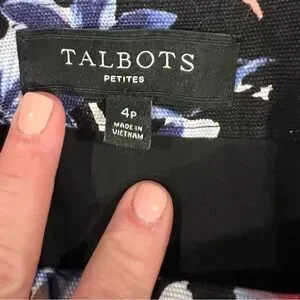 TALBOTS
PETITES
4P
MADE IN
VIETNAM